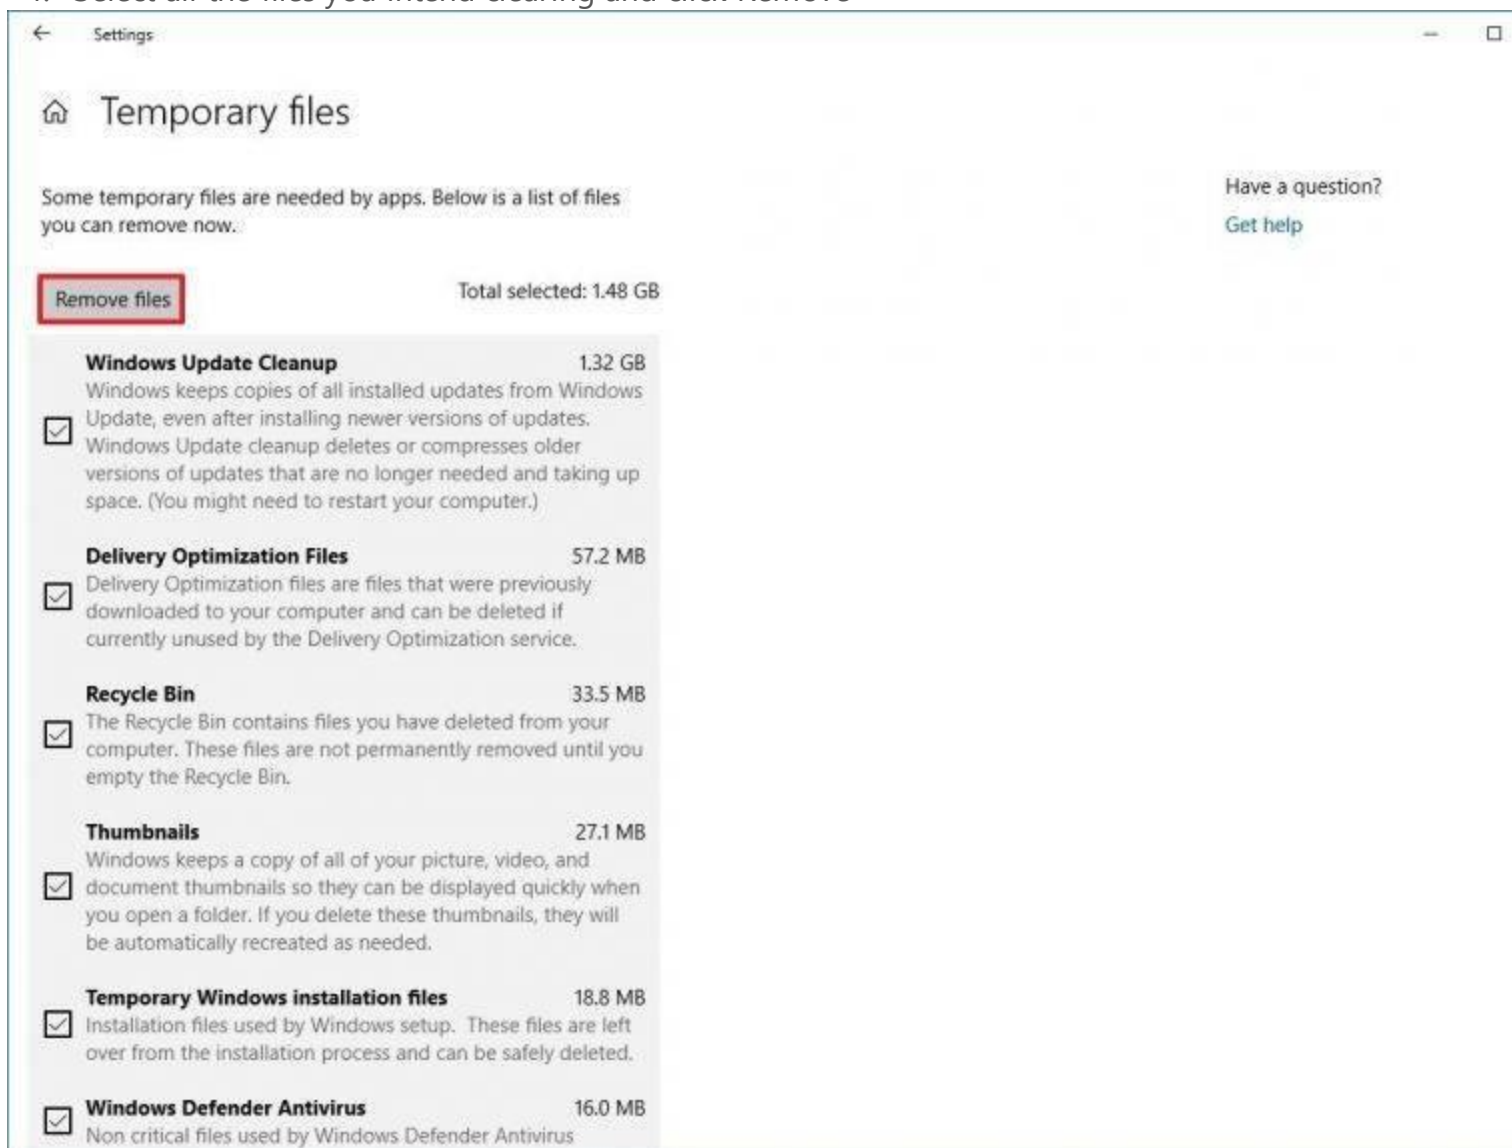 4. Select all the files you intend clearing and click Remove
Settings
Temporary files
Some temporary files are needed by apps. Below is a list of files
you can remove now.
Have a question?
Get help
Remove files
Total selected: 1.48 GB
Windows Update Cleanup 1.32 GB
Windows keeps copies of all installed updates from Windows
Update, even after installing newer versions of updates.
Windows Update cleanup deletes or compresses older
versions of updates that are no longer needed and taking up
space. (You might need to restart your computer.)
Delivery Optimization Files 57.2 MB
Delivery Optimization files are files that were previously
downloaded to your computer and can be deleted if
currently unused by the Delivery Optimization service.
Recycle Bin 33.5 MB
The Recycle Bin contains files you have deleted from your
computer. These files are not permanently removed until you
empty the Recycle Bin.
Thumbnails 27.1 MB
Windows keeps a copy of all of your picture, video, and
document thumbnails so they can be displayed quickly when
you open a folder. If you delete these thumbnails, they will
be automatically recreated as needed.
Temporary Windows installation files 18.8 MB
Installation files used by Windows setup. These files are left
over from the installation process and can be safely deleted.
Windows Defender Antivirus 16.0 MB
Non critical files used by Windows Defender Antivirus